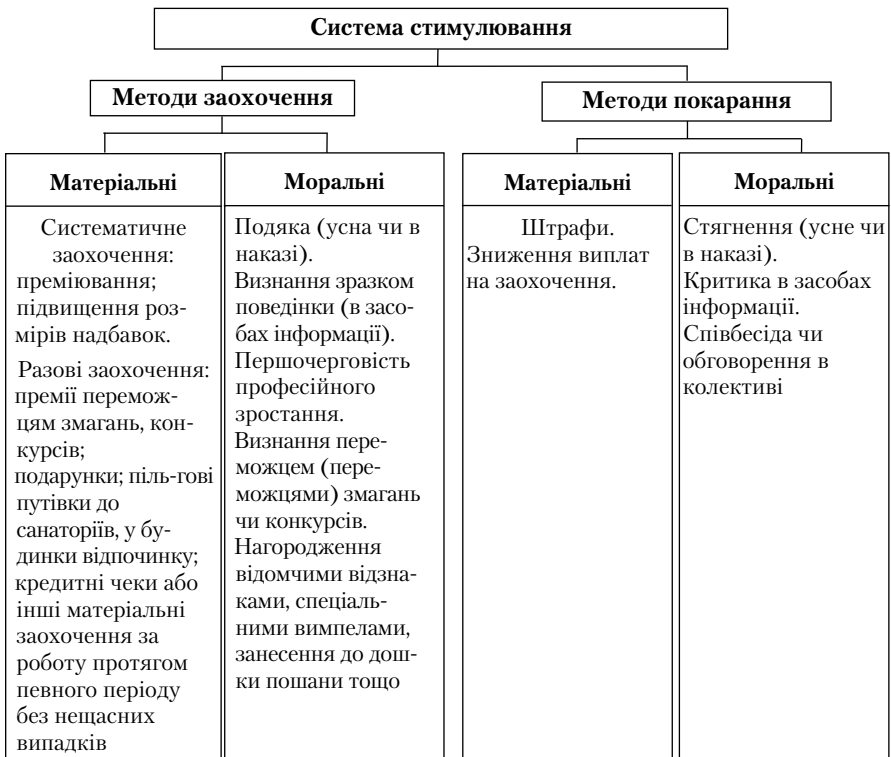 Система стимулювання
Методи заохочення
Методи покарання
Матеріальні
Систематичне
заохочення:
преміювання;
підвищення роз-
мірів надбавок.
Разові заохочення:
премії перемож-
цям змагань, кон-
курсів;
подарунки; піль-гові
путівки до
санаторіїв, у бу-
динки відпочинку;
кредитні чеки або
інші матеріальні
заохочення за
роботу протягом
певного періоду
без нещасних
випадків
Моральні
Подяка (усна чи в
наказі).
Визнання зразком
поведінки (в засо-
бах інформації).
Першочерговість
професійного
зростання.
Визнання пере-
можцем (пере-
можцями) змагань
чи конкурсів.
Нагородження
відомчими відзна-
ками, спеціаль-
ними вимпелами,
занесення до дош-
ки пошани тощо
Матеріальні
Штрафи.
Зниження виплат
на заохочення.
Моральні
Стягнення (усне чи
в наказі).
Критика в засобах
інформації.
Співбесіда чи
обговорення в
колективі